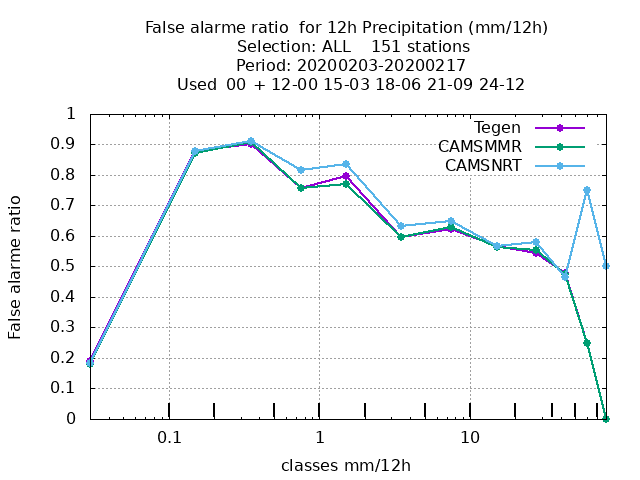 False alarme ratio  for 12h Precipitation (mm/12h)
Selection: ALL    151 stations
Period: 20200203-20200217
Used  00 + 12-00 15-03 18-06 21-09 24-12
Tegen
CAMSMMR
CAMSNRT
False alarme ratio
1
0.9
0.8
0.7
0.6
0.5
0.4
0.3
0.2
0.1
0
0.1
1
10
classes mm/12h